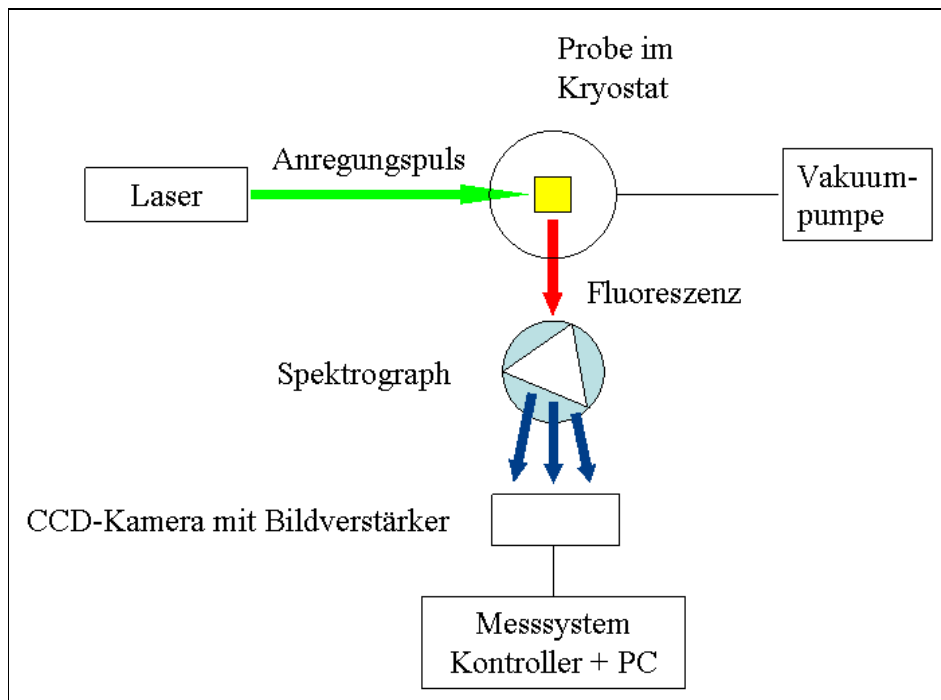 Probe im
Kryostat
Anregungspuls
Laser
Vakuum-
pumpe
Fluoreszenz
Spektrograph
CCD-Kamera mit Bildverstärker
Messsystem
Kontroller + PC